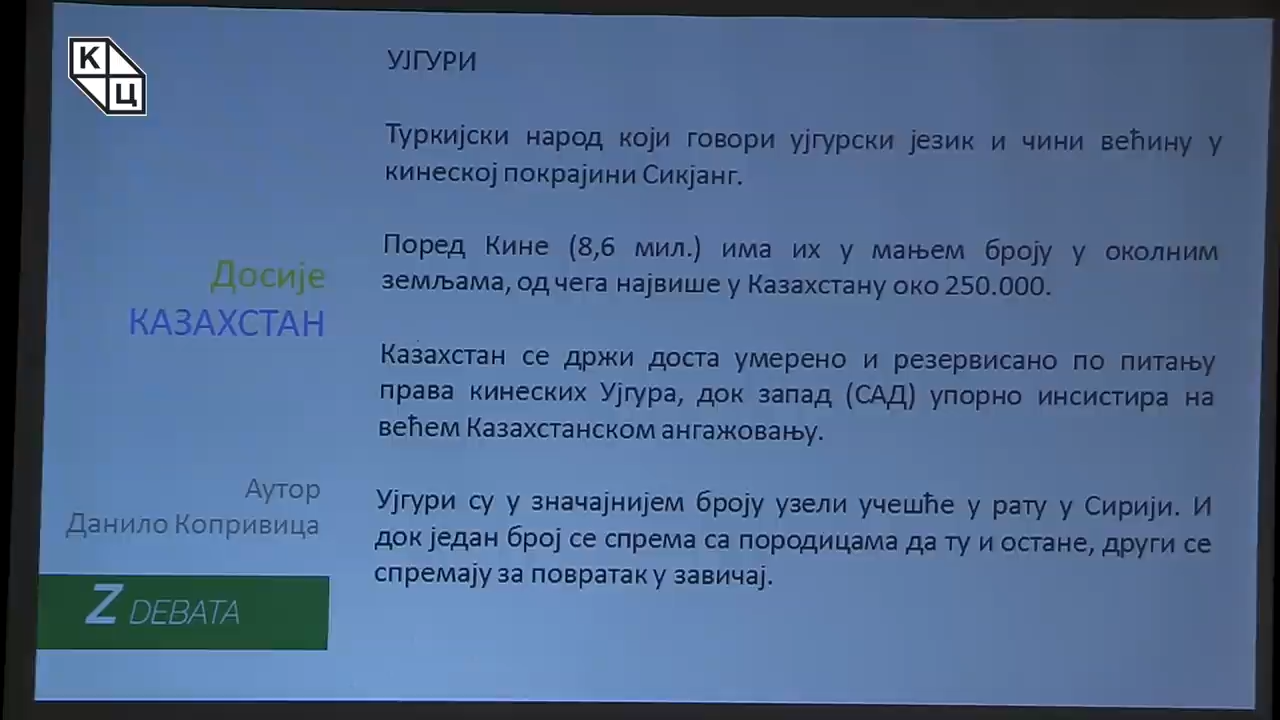 К
Ц
УЈГУРИ
Туркијски народ који говори ујгурски језик и чини већину у
кинеској покрајини Сикјанг.
Поред Кине (8,6 мил.) има их у мањем броју у околним
земљама, од чега највише у Казахстану око 250.000.
Казахстан се држи доста умерено и резервисано по питању
права кинеских Ујгура, док запад (САД) упорно инсистира на
већем Казахстанском ангажовању.
Ујгури су у значајнијем броју узели учешће у рату у Сирији. И
док један број се спрема са породицама да ту и остане, други се
спремају за повратак у завичај.
Досије
КАЗАХСТАН
Аутор
Данило Копривица
Z DEBATA